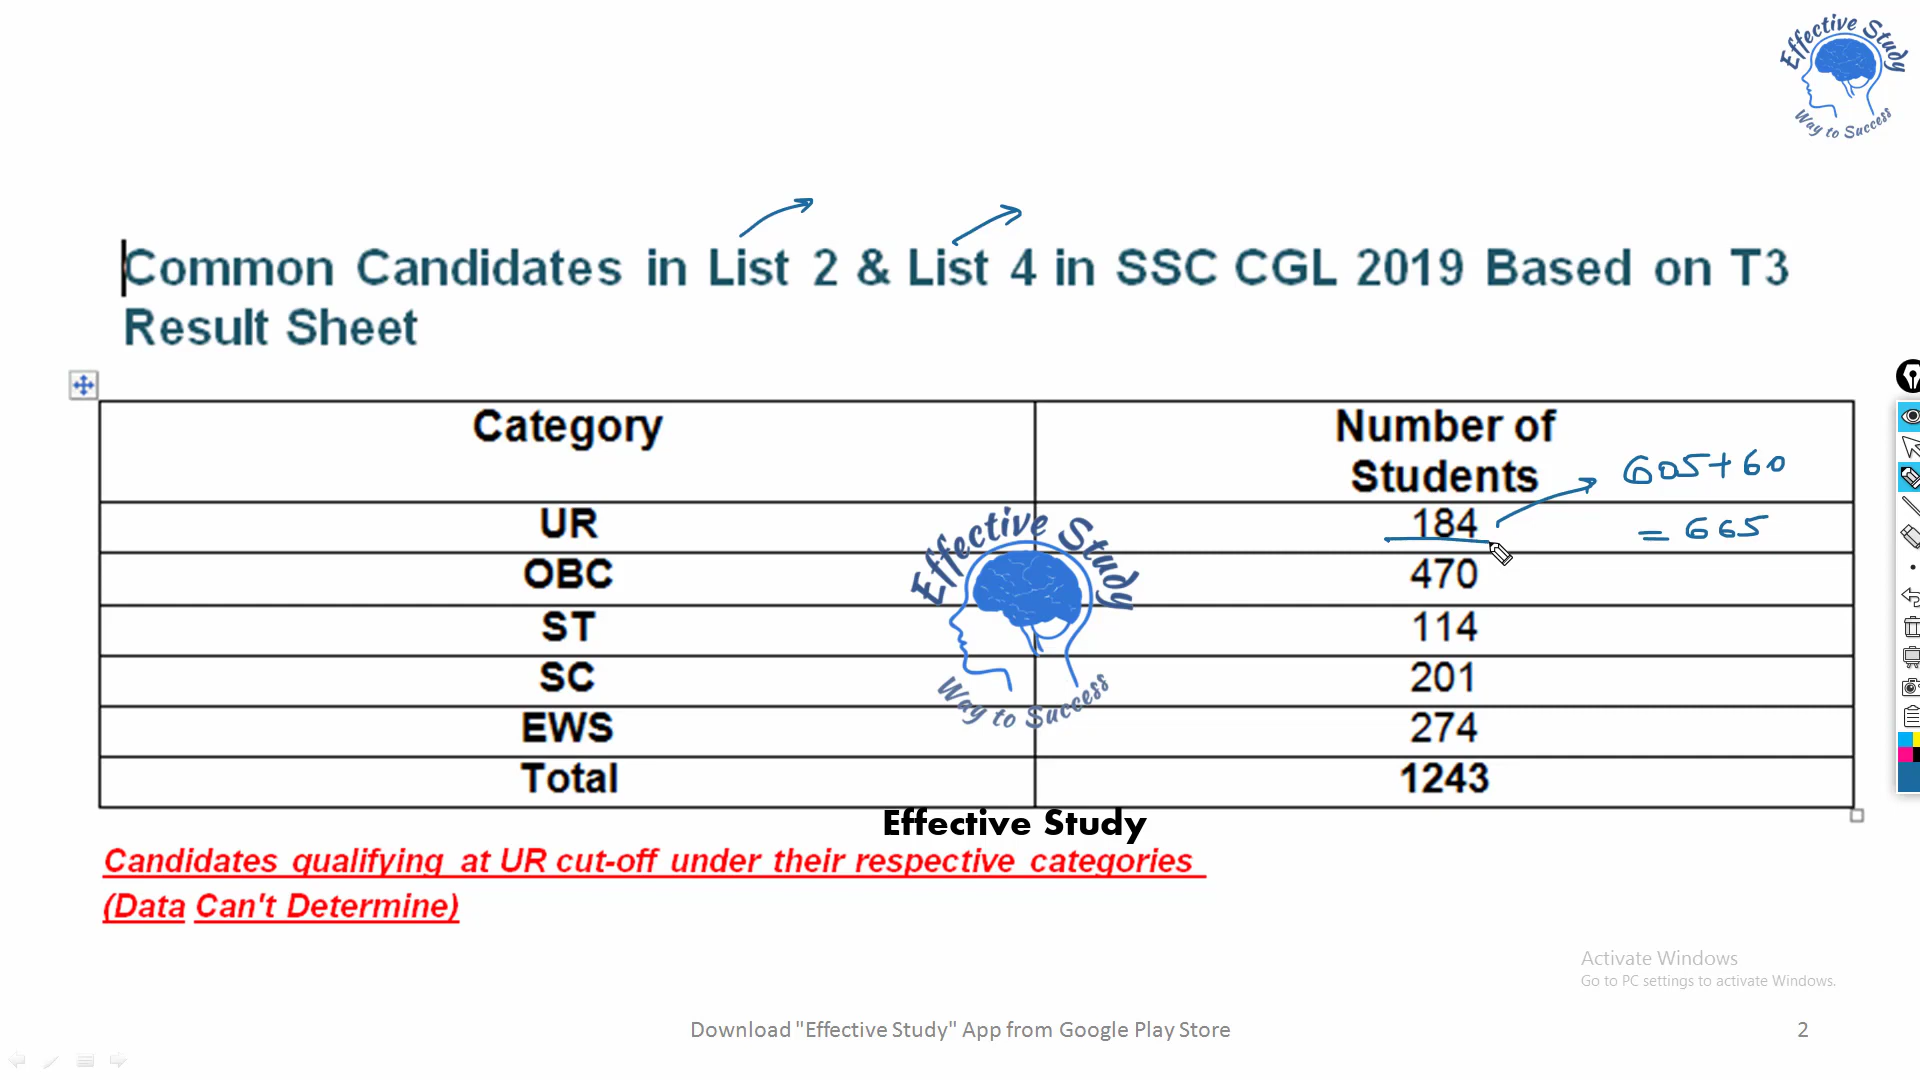 Effective Study
Way to Success
Common Candidates in List 2 & List 4 in SSC CGL 2019 Based on T3
Result Sheet
Category Number of
Students
605+60
UR 184
= 665
OBC 470
ST 114
SC 201
EWS 274
Total 1243
Effective Study
Way to Success
Effective Study
Candidates qualifying at UR cut-off under their respective categories
(Data Can't Determine)
Activate Windows
Go to PC settings to activate Windows.
Download "Effective Study" App from Google Play Store
2